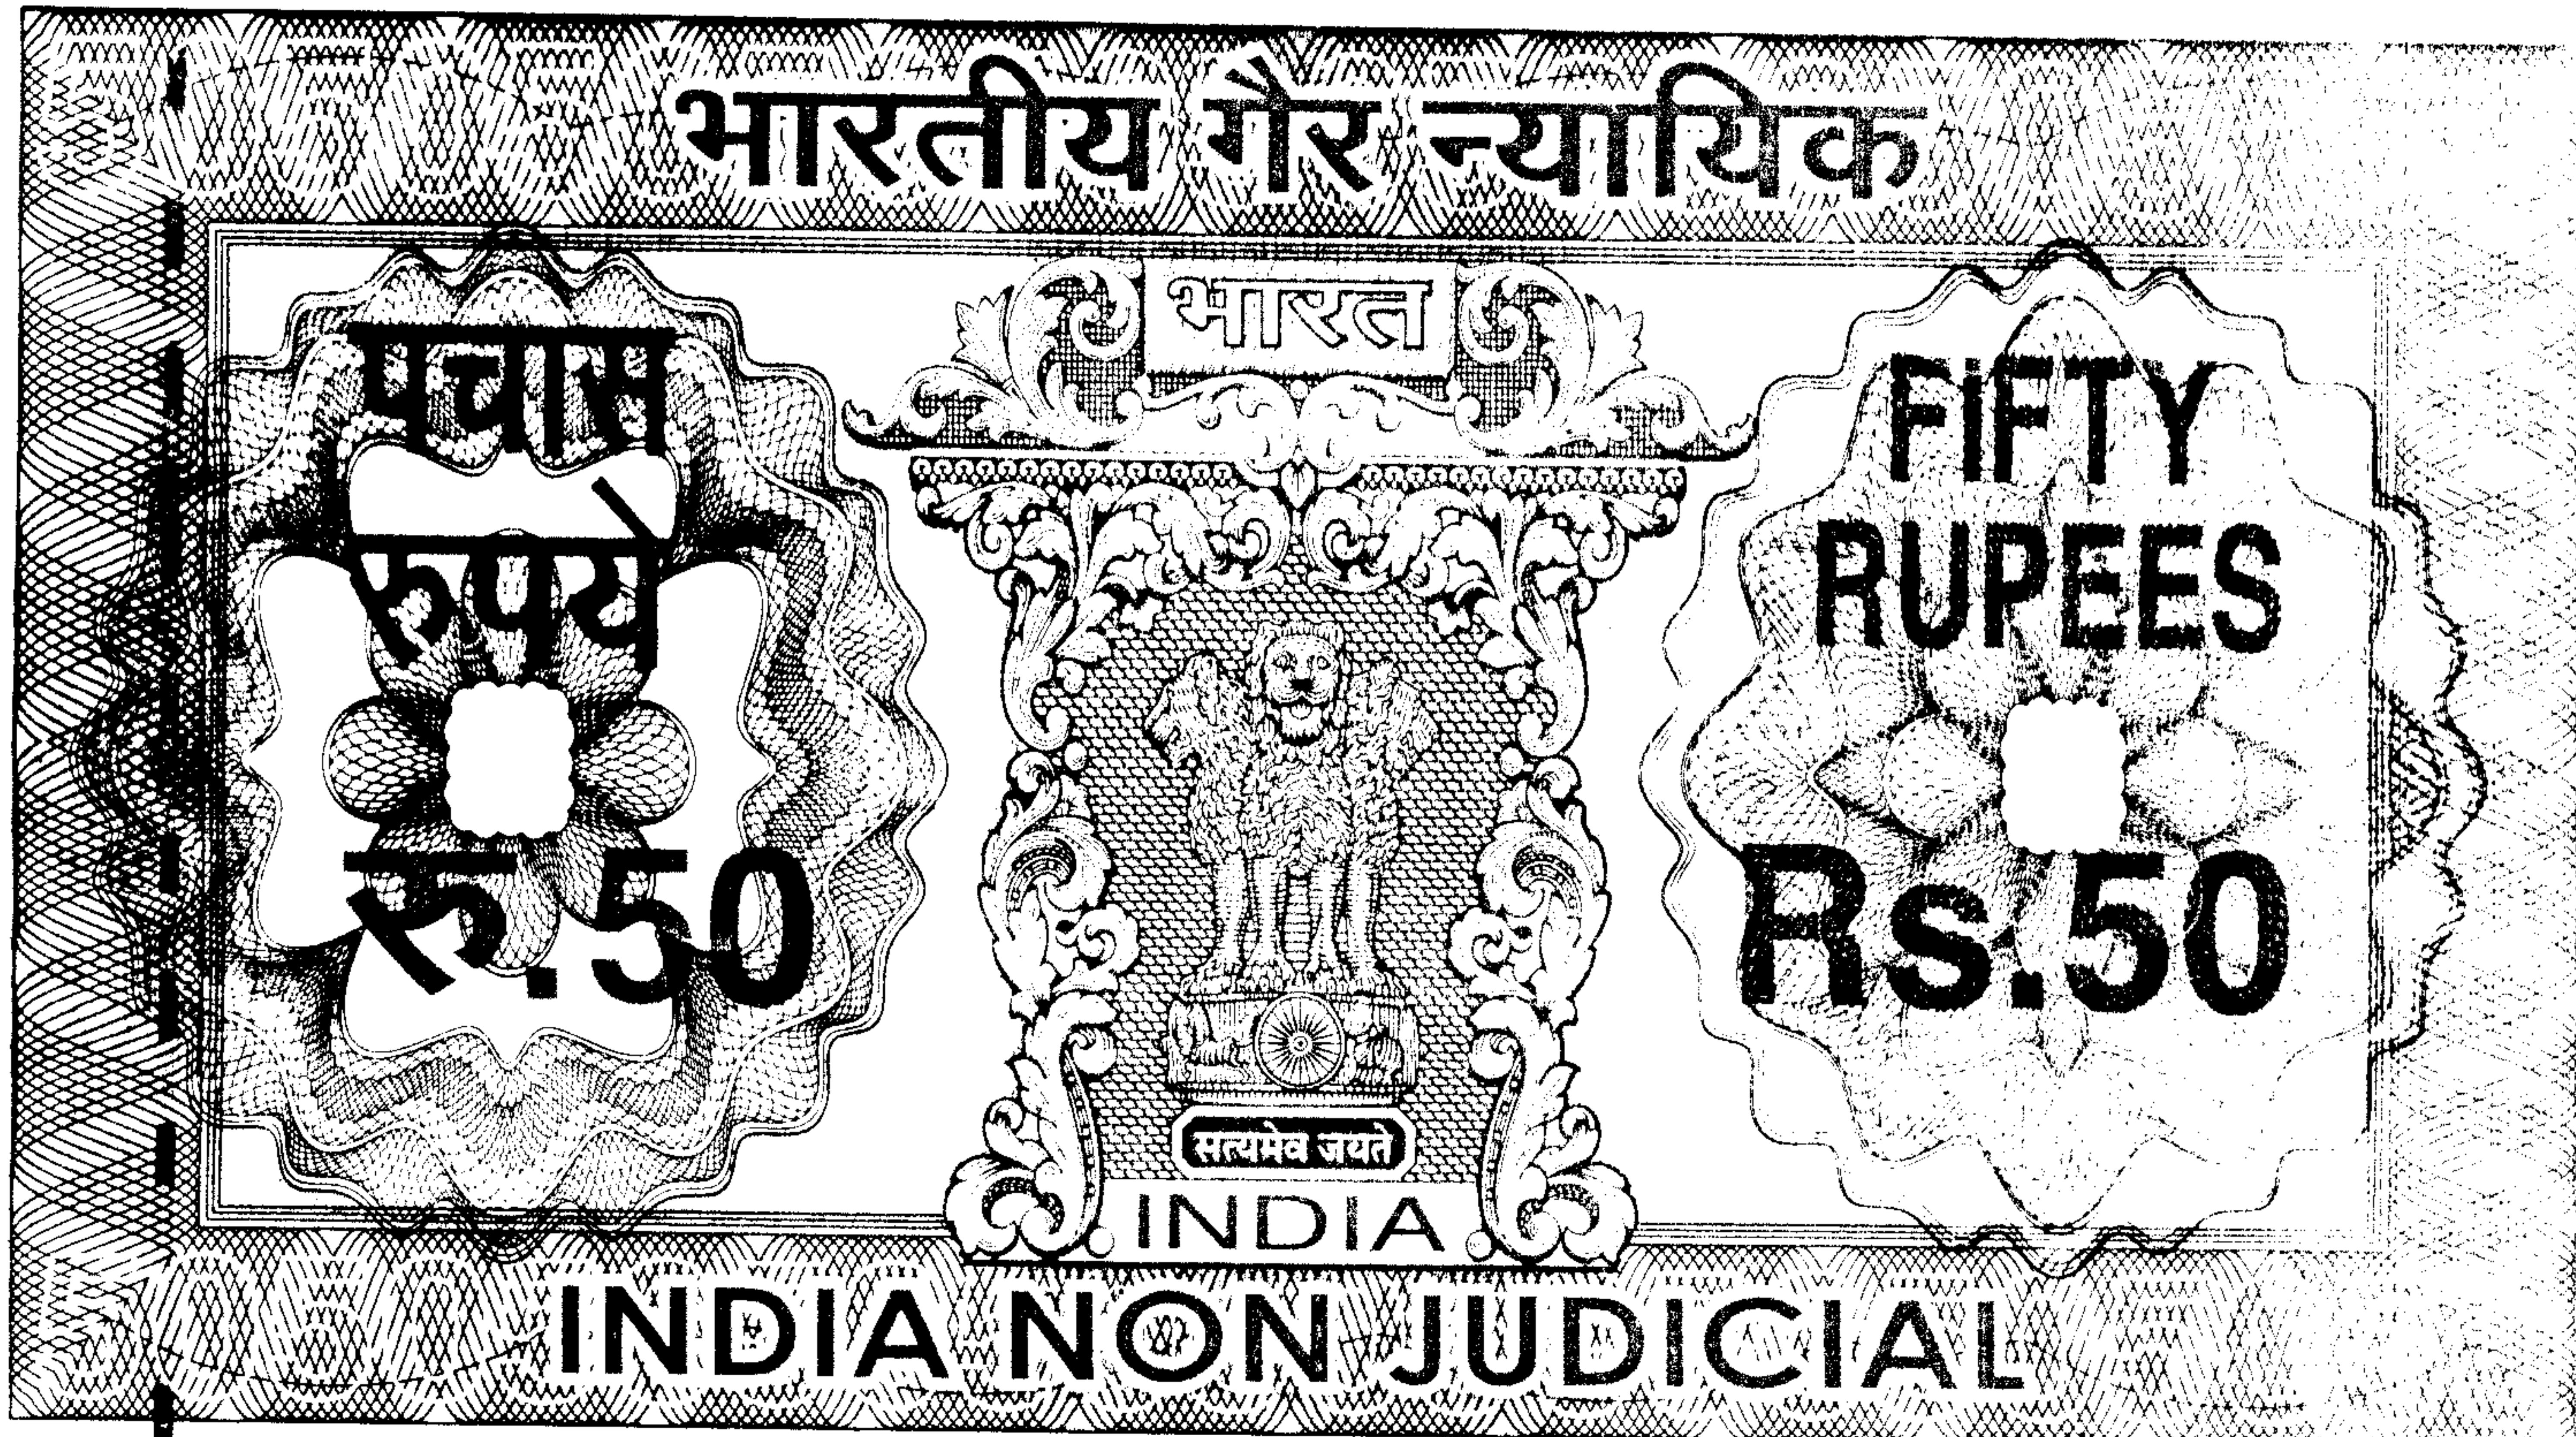 भारतीय गैर न्यायिक
भारत
पचास
रुपये
रू.50
FIFTY
RUPEES
Rs.50
सत्यमेव जयते
INDIA
INDIA NON JUDICIAL